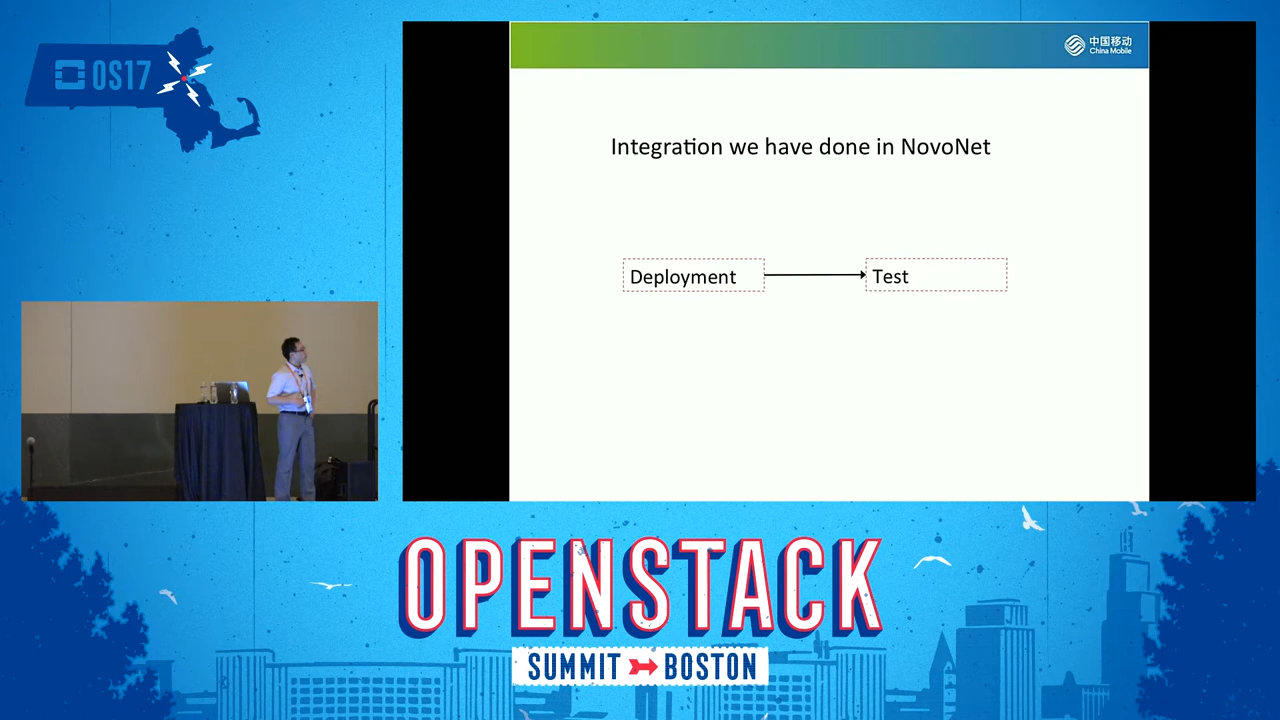 OS17
中国移动
China Mobile
Integration we have done in NovoNet
Deployment
Test
OPENSTACK
SUMMIT BOSTON